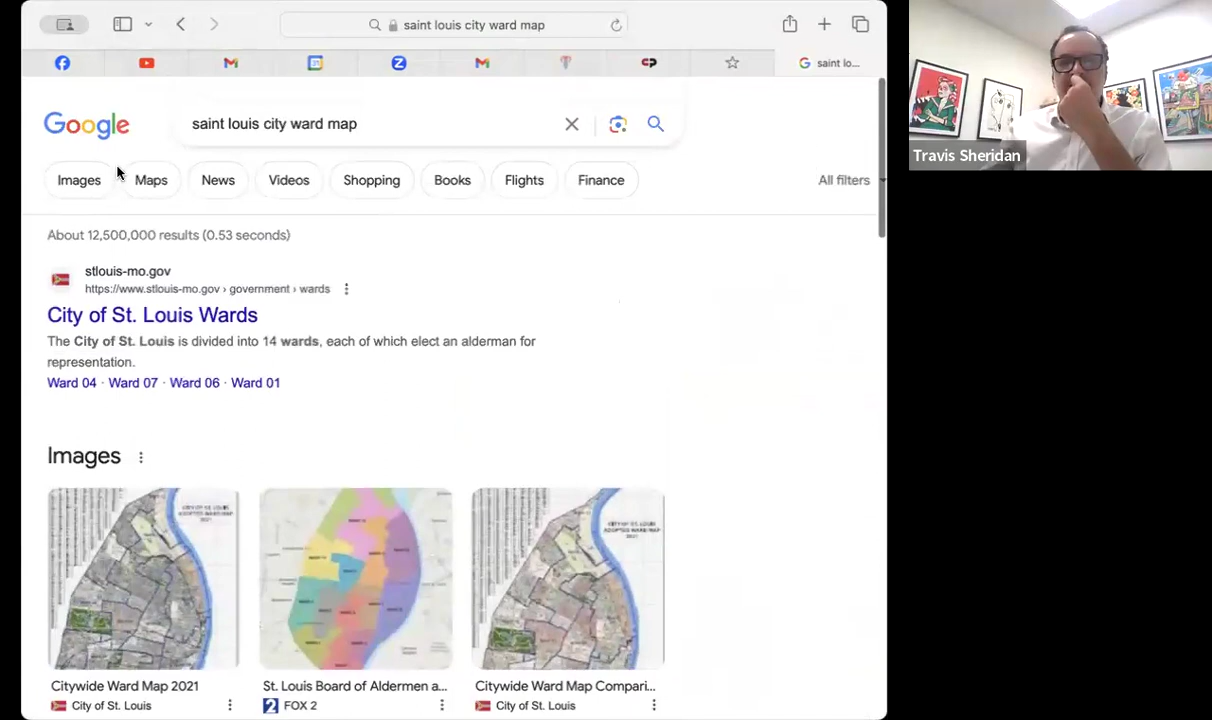 saint louis city ward map
saint lo...
Google
saint louis city ward map
Images
Maps
News
Videos
Shopping
Books
Flights
Finance
All filters
About 12,500,000 results (0.53 seconds)
stlouis-mo.gov
https://www.stlouis-mo.gov › government › wards
City of St. Louis Wards
The City of St. Louis is divided into 14 wards, each of which elect an alderman for
representation.
Ward 04 · Ward 07 · Ward 06 · Ward 01
Images
Citywide Ward Map 2021
City of St. Louis
St. Louis Board of Aldermen a...
2 FOX 2
Citywide Ward Map Compari...
City of St. Louis
Travis Sheridan